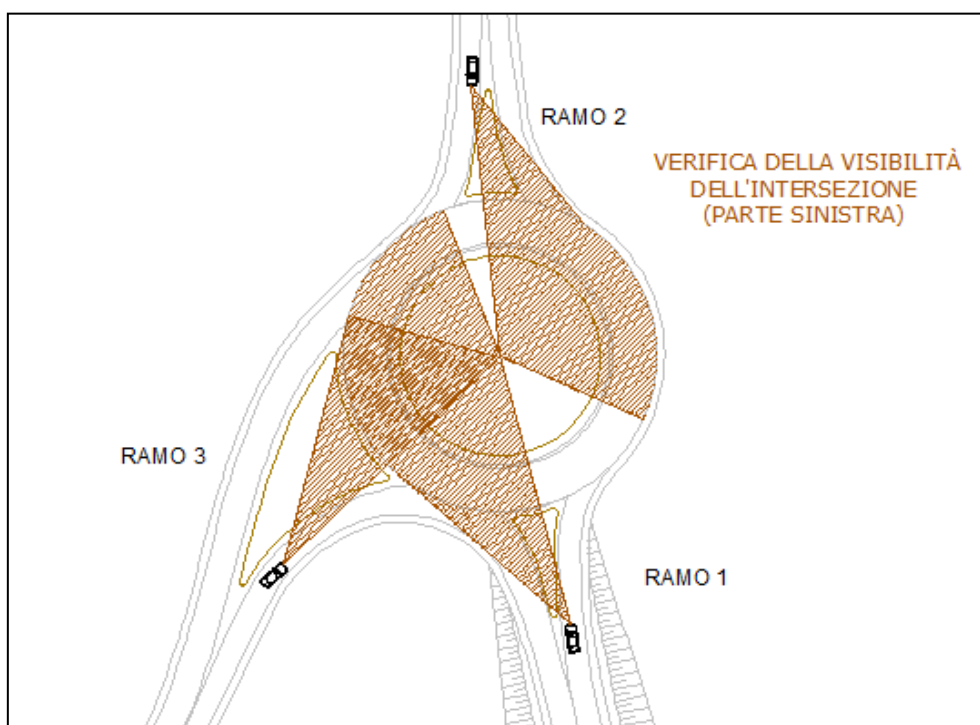 RAMO 2
VERIFICA DELLA VISIBILITÀ
DELL'INTERSEZIONE
(PARTE SINISTRA)
RAMO 3
RAMO 1